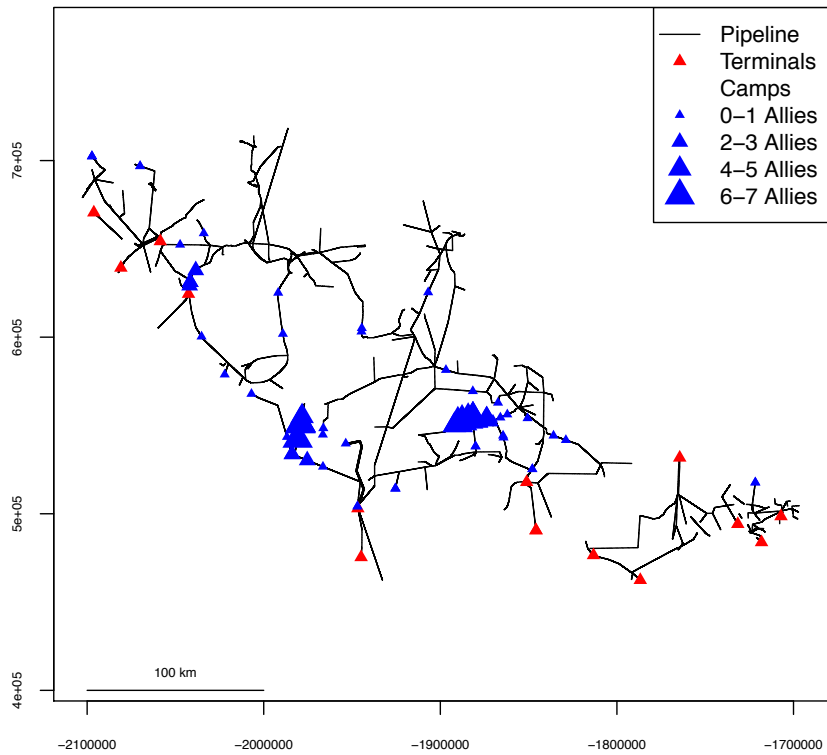 Pipeline
Terminals
Camps
0−1 Allies
2−3 Allies
4−5 Allies
6−7 Allies
7e+05
6e+05
5e+05
4e+05
100 km
−2100000 −2000000 −1900000 −1800000 −1700000